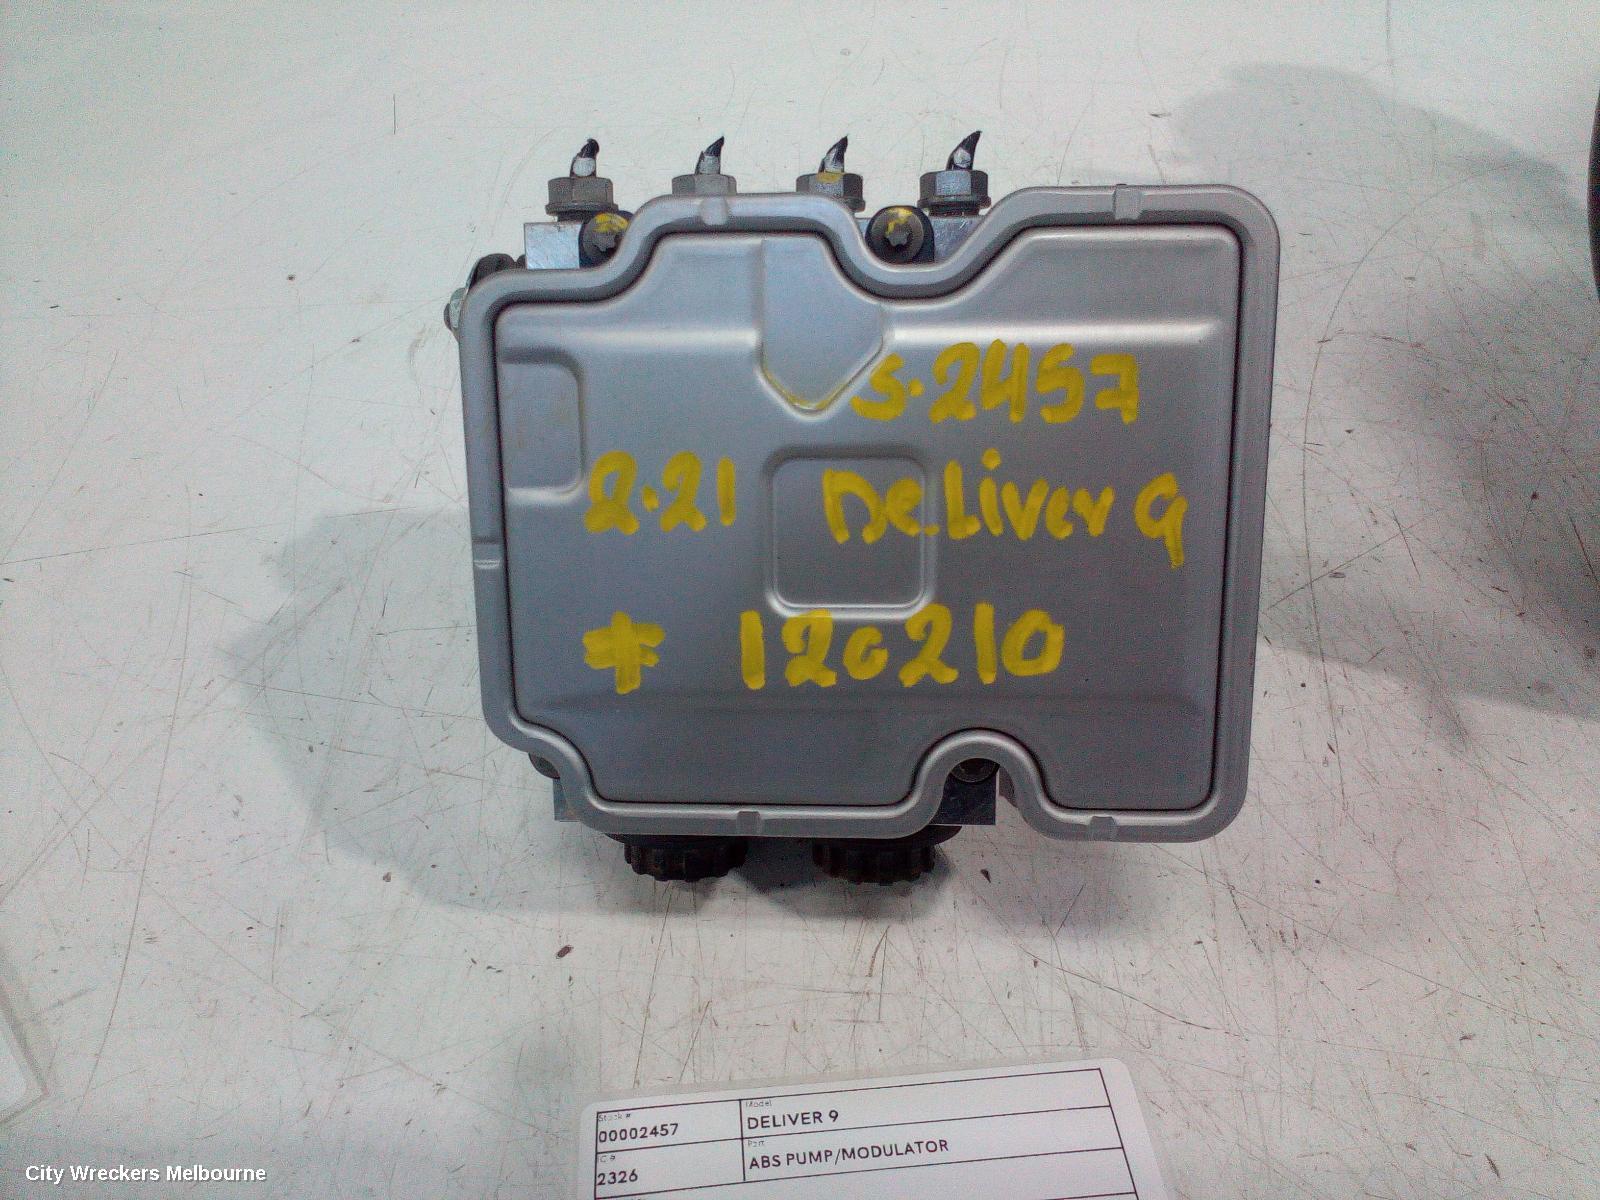 S.2457
2.21 DeLiver 9
* 120210
Stock # Model
00002457 DELIVER 9
IC # Part
2326 ABS PUMP/MODULATOR
City Wreckers Melbourne